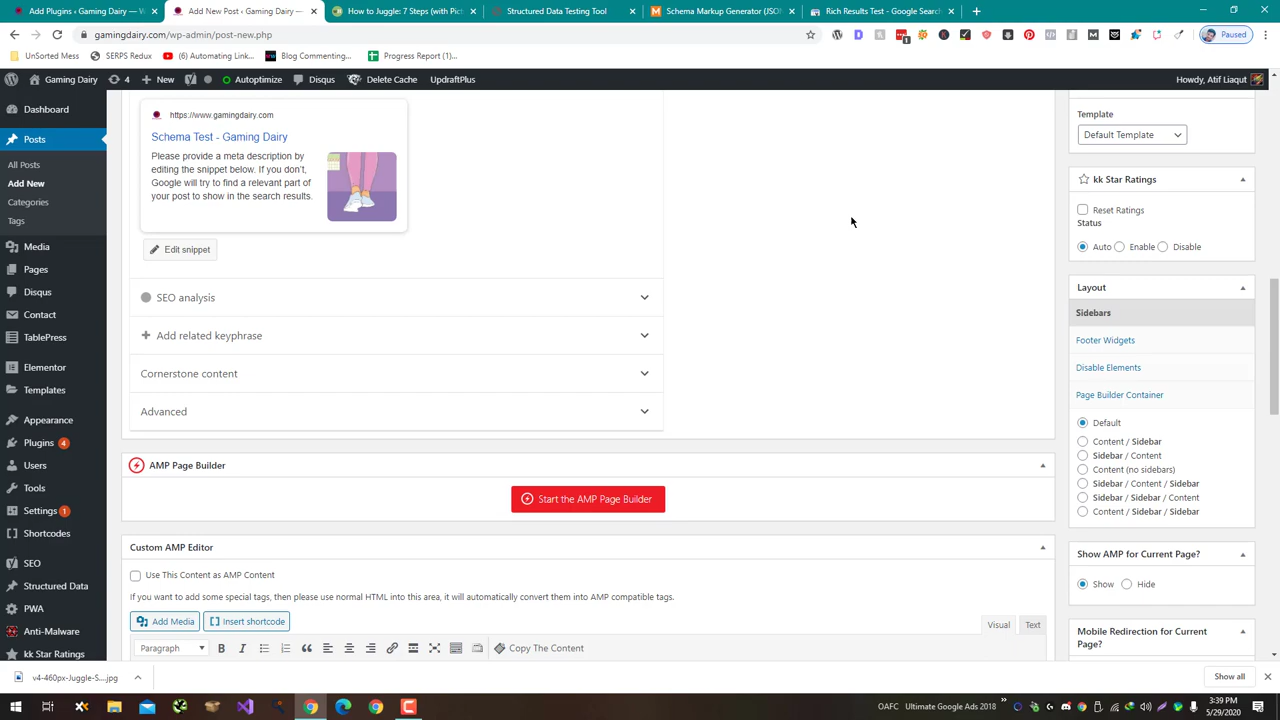 Add Plugins ‹ Gaming Dairy — W
Add New Post ‹ Gaming Dairy —
How to Juggle: 7 Steps (with Pict
Structured Data Testing Tool
Schema Markup Generator (JSON
Rich Results Test - Google Search
gamingdairy.com/wp-admin/post-new.php
1
Paused
UnSorted Meest
SERPS Redux
(6) Automating Link...
Blog Commenting...
Progress Report (1)...
Gaming Dairy
4
New
Autoptimize
Disqus
Delete Cache
UpdraftPlus
Howdy, Atif Liaqut
Dashboard
Posts
All Posts
Add New
Categories
Tags
Media
Pages
Disqus
Contact
TablePress
Elementor
Templates
Appearance
Plugins 4
Users
Tools
Settings 1
Shortcodes
SEO
Structured Data
PWA
Anti-Malware
kk Star Ratings
https://www.gamingdairy.com
Schema Test - Gaming Dairy
Please provide a meta description by
editing the snippet below. If you don't,
Google will try to find a relevant part of
your post to show in the search results.
Edit snippet
SEO analysis
Add related keyphrase
Cornerstone content
Advanced
AMP Page Builder
Start the AMP Page Builder
Custom AMP Editor
Use This Content as AMP Content
If you want to add some special tags, then please use normal HTML into this area, it will automatically convert them into AMP compatible tags.
Add Media
Insert shortcode
Visual
Text
Paragraph
B
I
Copy The Content
Template
Default Template
kk Star Ratings
Reset Ratings
Status
Auto
Enable
Disable
Layout
Sidebars
Footer Widgets
Disable Elements
Page Builder Container
Default
Content / Sidebar
Sidebar / Content
Content (no sidebars)
Sidebar / Content / Sidebar
Sidebar / Sidebar / Content
Content / Sidebar / Sidebar
Show AMP for Current Page?
Show
Hide
Mobile Redirection for Current
Page?
v4-460px-Juggle-S....jpg
Show all
OAFC
Ultimate Google Ads 2018
3:39 PM
5/29/2020